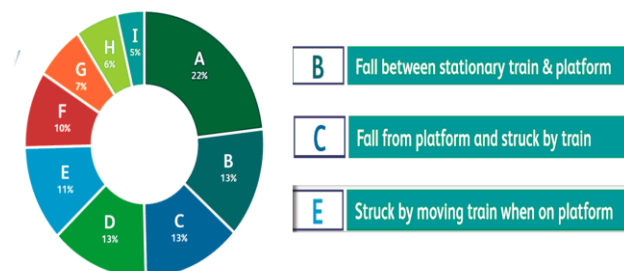 A
22%
B
13%
C
13%
D
13%
E
11%
F
10%
G
7%
H
6%
I
5%
B Fall between stationary train & platform
C Fall from platform and struck by train
E Struck by moving train when on platform